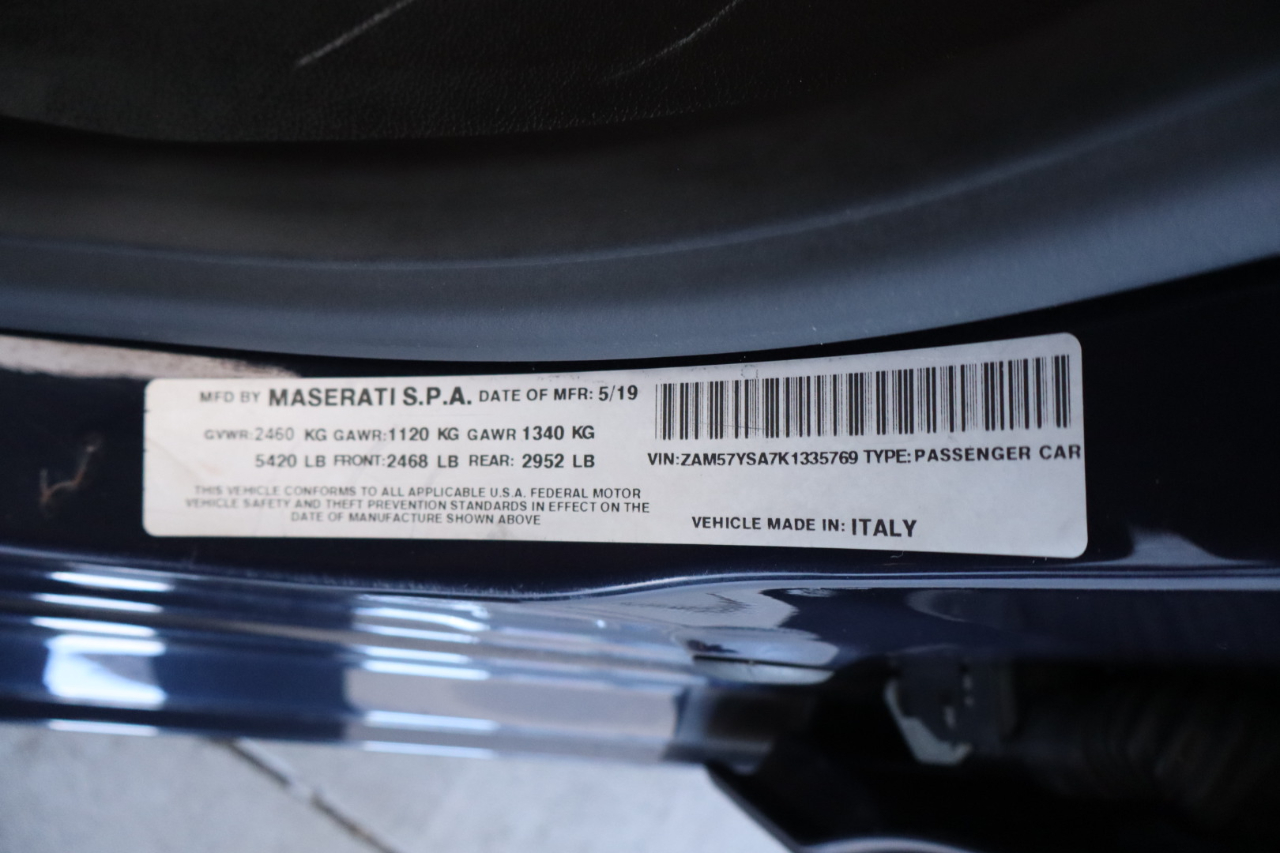 MFD BY MASERATI S.P.A. DATE OF MFR: 5/19
GVWR:2460 KG GAWR:1120 KG GAWR 1340 KG
5420 LB FRONT:2468 LB REAR: 2952 LB
THIS VEHICLE CONFORMS TO ALL APPLICABLE U.S.A. FEDERAL MOTOR
VEHICLE SAFETY AND THEFT PREVENTION STANDARDS IN EFFECT ON THE
DATE OF MANUFACTURE SHOWN ABOVE
VIN:ZAM57YSA7K1335769 TYPE:PASSENGER CAR
VEHICLE MADE IN: ITALY